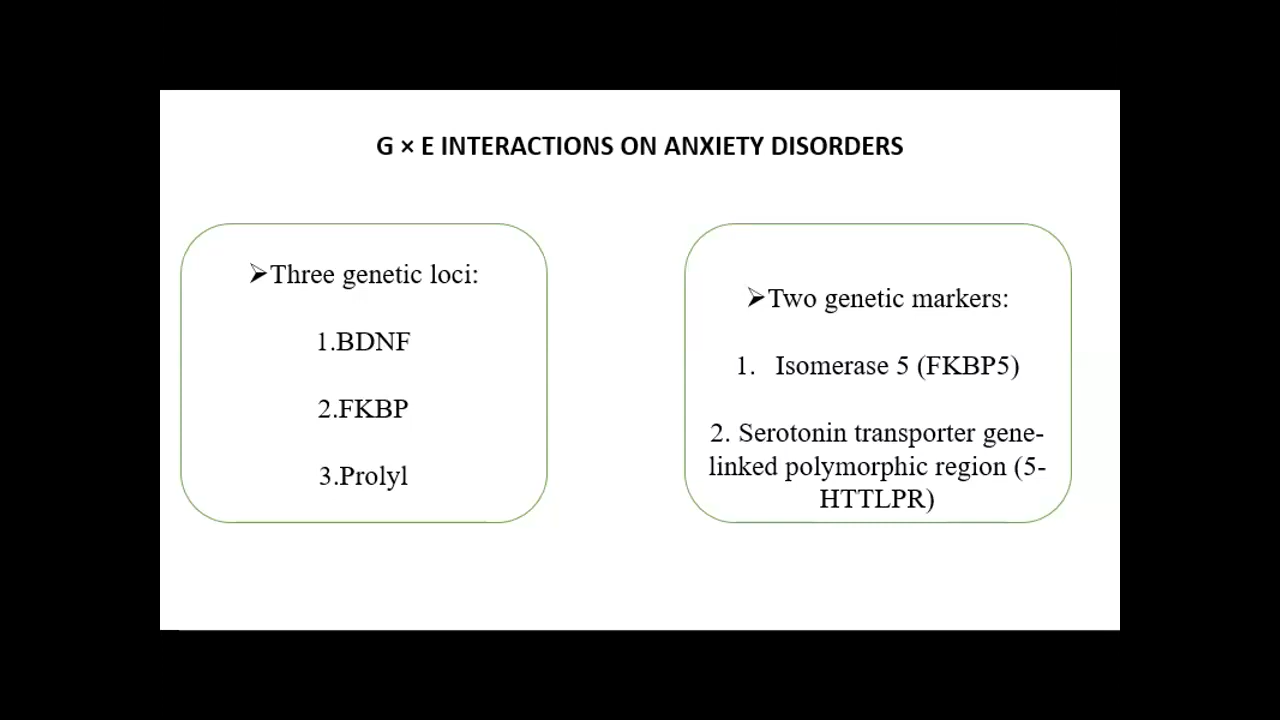 G × E INTERACTIONS ON ANXIETY DISORDERS
➢Three genetic loci:
1.BDNF
2.FKBP
3.Prolyl
➢Two genetic markers:
1. Isomerase 5 (FKBP5)
2. Serotonin transporter gene-
linked polymorphic region (5-
HTTLPR)